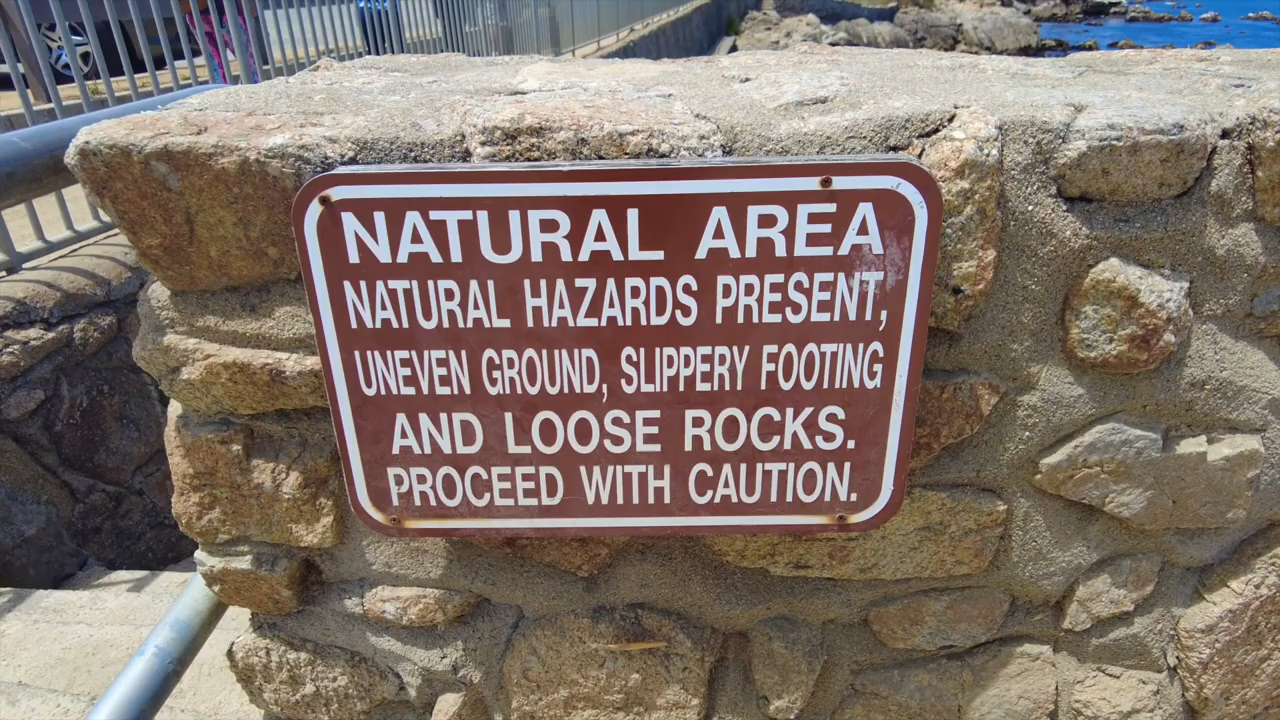 NATURAL AREA
NATURAL HAZARDS PRESENT,
UNEVEN GROUND, SLIPPERY FOOTING
AND LOOSE ROCKS.
PROCEED WITH CAUTION.